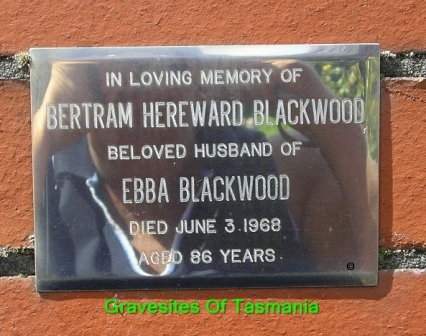 IN LOVING MEMORY OF
BERTRAM HEREWARD BLACKWOOD
BELOVED HUSBAND OF
EBBA BLACKWOOD
DIED JUNE 3.1968
AGED 86 YEARS.
Gravesites Of Tasmania